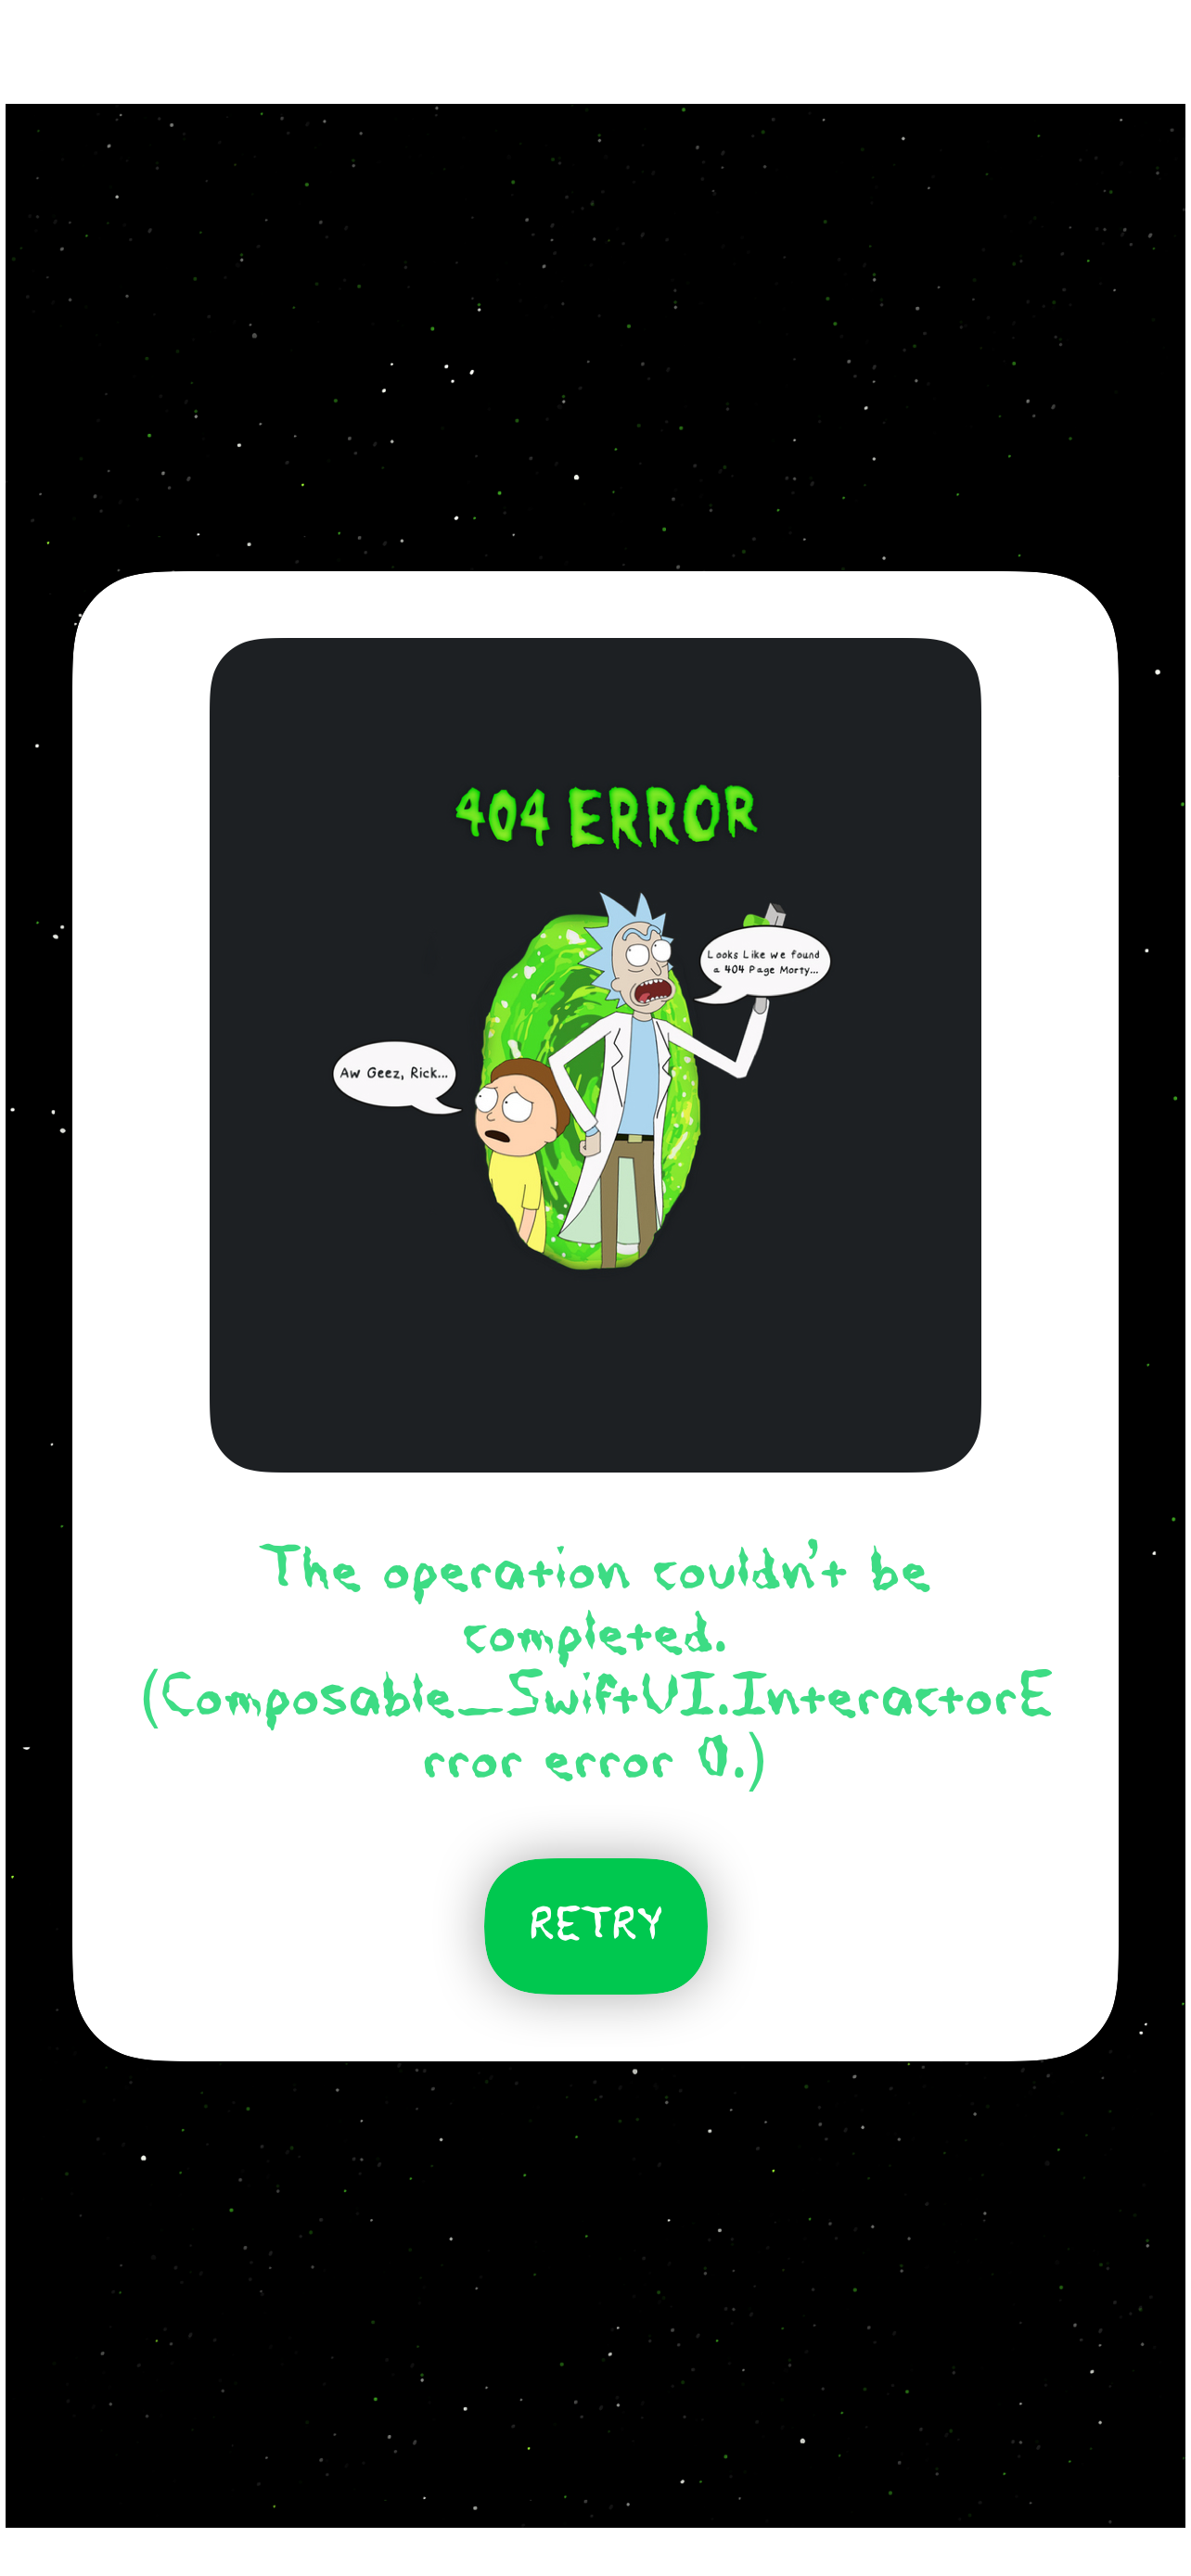 404 ERROR
Looks Like we found
a 404 Page Morty...
Aw Geez, Rick...
The operation couldn’t be
completed.
(Composable_SwiftUI.InteractorE
rror error 0.)
RETRY